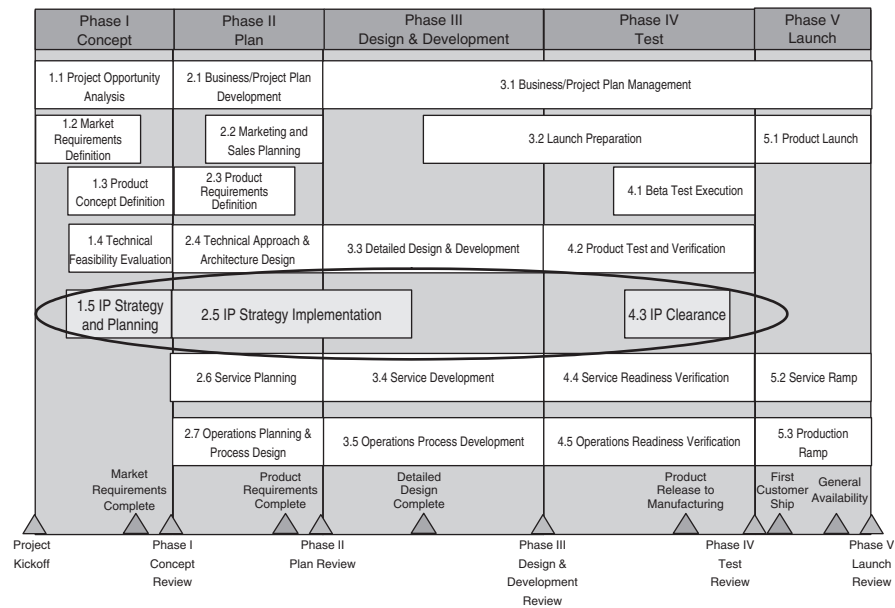 Phase I
Concept
Phase II
Plan
Phase III
Design & Development
Phase IV
Test
Phase V
Launch
1.1 Project Opportunity
Analysis
2.1 Business/Project Plan
Development
3.1 Business/Project Plan Management
1.2 Market
Requirements
Definition
2.2 Marketing and
Sales Planning
3.2 Launch Preparation
5.1 Product Launch
1.3 Product
Concept Definition
2.3 Product
Requirements
Definition
4.1 Beta Test Execution
1.4 Technical
Feasibility Evaluation
2.4 Technical Approach &
Architecture Design
3.3 Detailed Design & Development
4.2 Product Test and Verification
1.5 IP Strategy
and Planning
2.5 IP Strategy Implementation
4.3 IP Clearance
2.6 Service Planning
3.4 Service Development
4.4 Service Readiness Verification
5.2 Service Ramp
2.7 Operations Planning &
Process Design
3.5 Operations Process Development
4.5 Operations Readiness Verification
5.3 Production
Ramp
Market
Requirements
Complete
Product
Requirements
Complete
Detailed
Design
Complete
Product
Release to
Manufacturing
First
Customer
Ship
General
Availability
Project
Kickoff
Phase I
Concept
Review
Phase II
Plan Review
Phase III
Design &
Development
Review
Phase IV
Test
Review
Phase V
Launch
Review